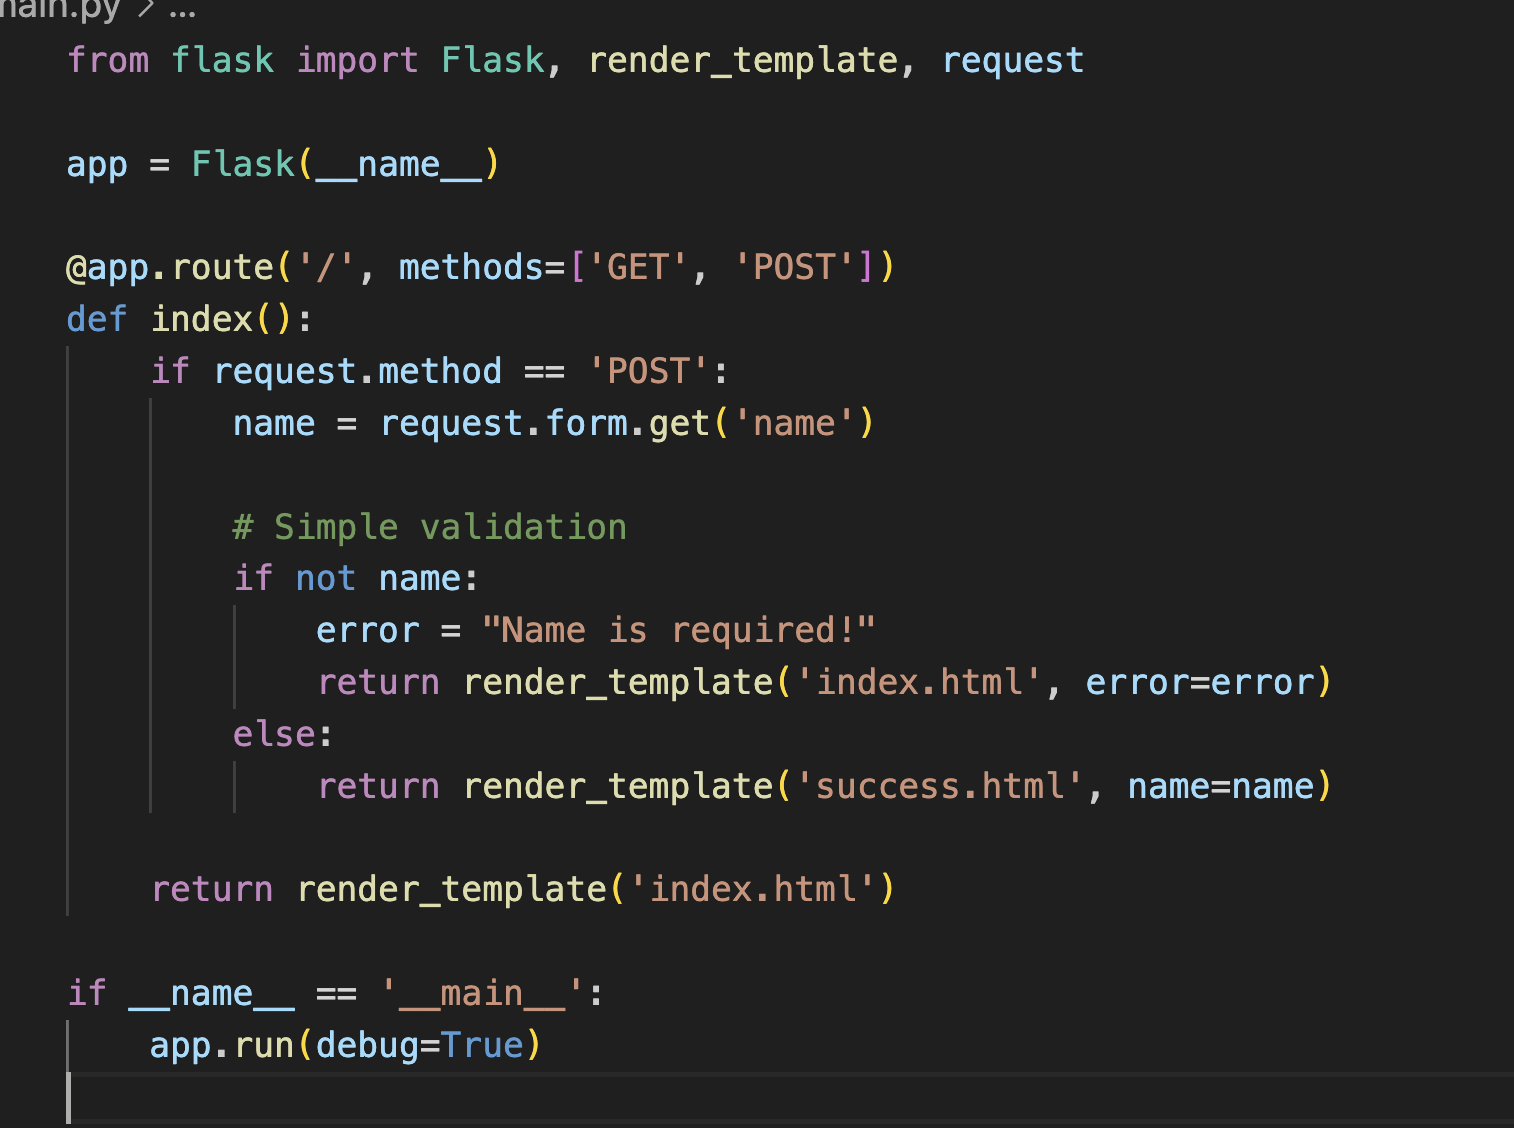 main.py > ...
from flask import Flask, render_template, request
app = Flask(__name__)
@app.route('/', methods=['GET', 'POST'])
def index():
    if request.method == 'POST':
        name = request.form.get('name')
        # Simple validation
        if not name:
            error = "Name is required!"
            return render_template('index.html', error=error)
        else:
            return render_template('success.html', name=name)
    return render_template('index.html')
if __name__ == '__main__':
    app.run(debug=True)